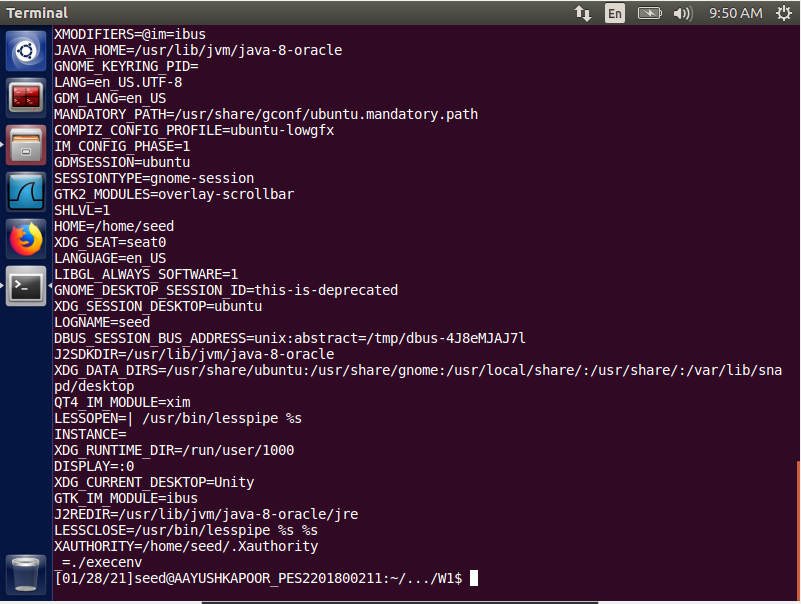 Terminal
En
9:50 AM
XMODIFIERS=@im=ibus
JAVA_HOME=/usr/lib/jvm/java-8-oracle
GNOME_KEYRING_PID=
LANG=en_US.UTF-8
GDM_LANG=en_US
MANDATORY_PATH=/usr/share/gconf/ubuntu.mandatory.path
COMPIZ_CONFIG_PROFILE=ubuntu-lowgfx
IM_CONFIG_PHASE=1
GDMSESSION=ubuntu
SESSIONTYPE=gnome-session
GTK2_MODULES=overlay-scrollbar
SHLVL=1
HOME=/home/seed
XDG_SEAT=seat0
LANGUAGE=en_US
LIBGL_ALWAYS_SOFTWARE=1
GNOME_DESKTOP_SESSION_ID=this-is-deprecated
XDG_SESSION_DESKTOP=ubuntu
LOGNAME=seed
DBUS_SESSION_BUS_ADDRESS=unix:abstract=/tmp/dbus-4J8eMJAJ7l
J2SDKDIR=/usr/lib/jvm/java-8-oracle
XDG_DATA_DIRS=/usr/share/ubuntu:/usr/share/gnome:/usr/local/share/:/usr/share/:/var/lib/sna
pd/desktop
QT4_IM_MODULE=xim
LESSOPEN=| /usr/bin/lesspipe %s
INSTANCE=
XDG_RUNTIME_DIR=/run/user/1000
DISPLAY=:0
XDG_CURRENT_DESKTOP=Unity
GTK_IM_MODULE=ibus
J2REDIR=/usr/lib/jvm/java-8-oracle/jre
LESSCLOSE=/usr/bin/lesspipe %s %s
XAUTHORITY=/home/seed/.Xauthority
_=./execenv
[01/28/21]seed@AAYUSHKAPOOR_PES2201800211:~/.../W1$